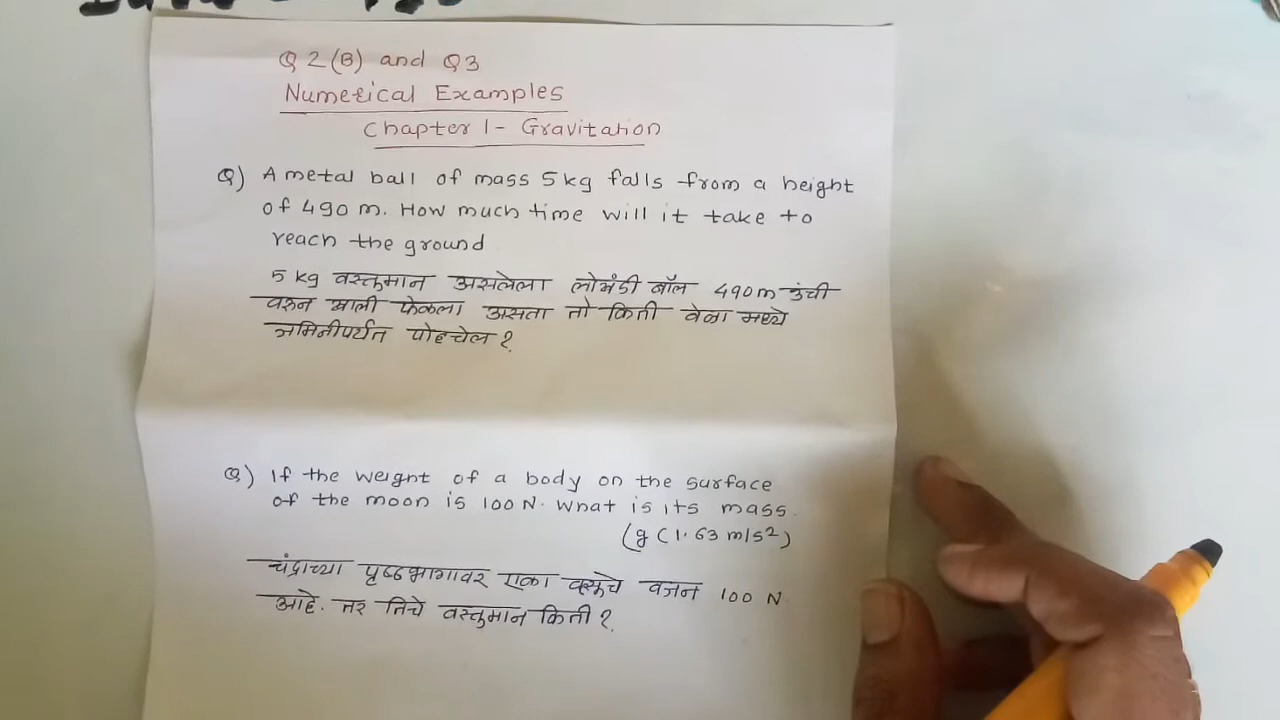 Q 2 (B) and Q3
Numerical Examples
Chapter 1 - Gravitation
Q) A metal ball of mass 5 kg falls from a height
of 490 m. How much time will it take to
reach the ground
5 kg वस्तुमान असलेला लोखंडी बॉल 490m उंची
वरुन खाली फेकला असता तो किती वेळा मध्ये
जमिनीपर्यंत पोहचेल?
Q) If the weight of a body on the surface
of the moon is 100 N. What is its mass.
(g (1.63 m/s²)
चंद्राच्या पृष्ठभागावर एका वस्तूचे वजन 100 N
आहे. तर तिचे वस्तुमान किती?